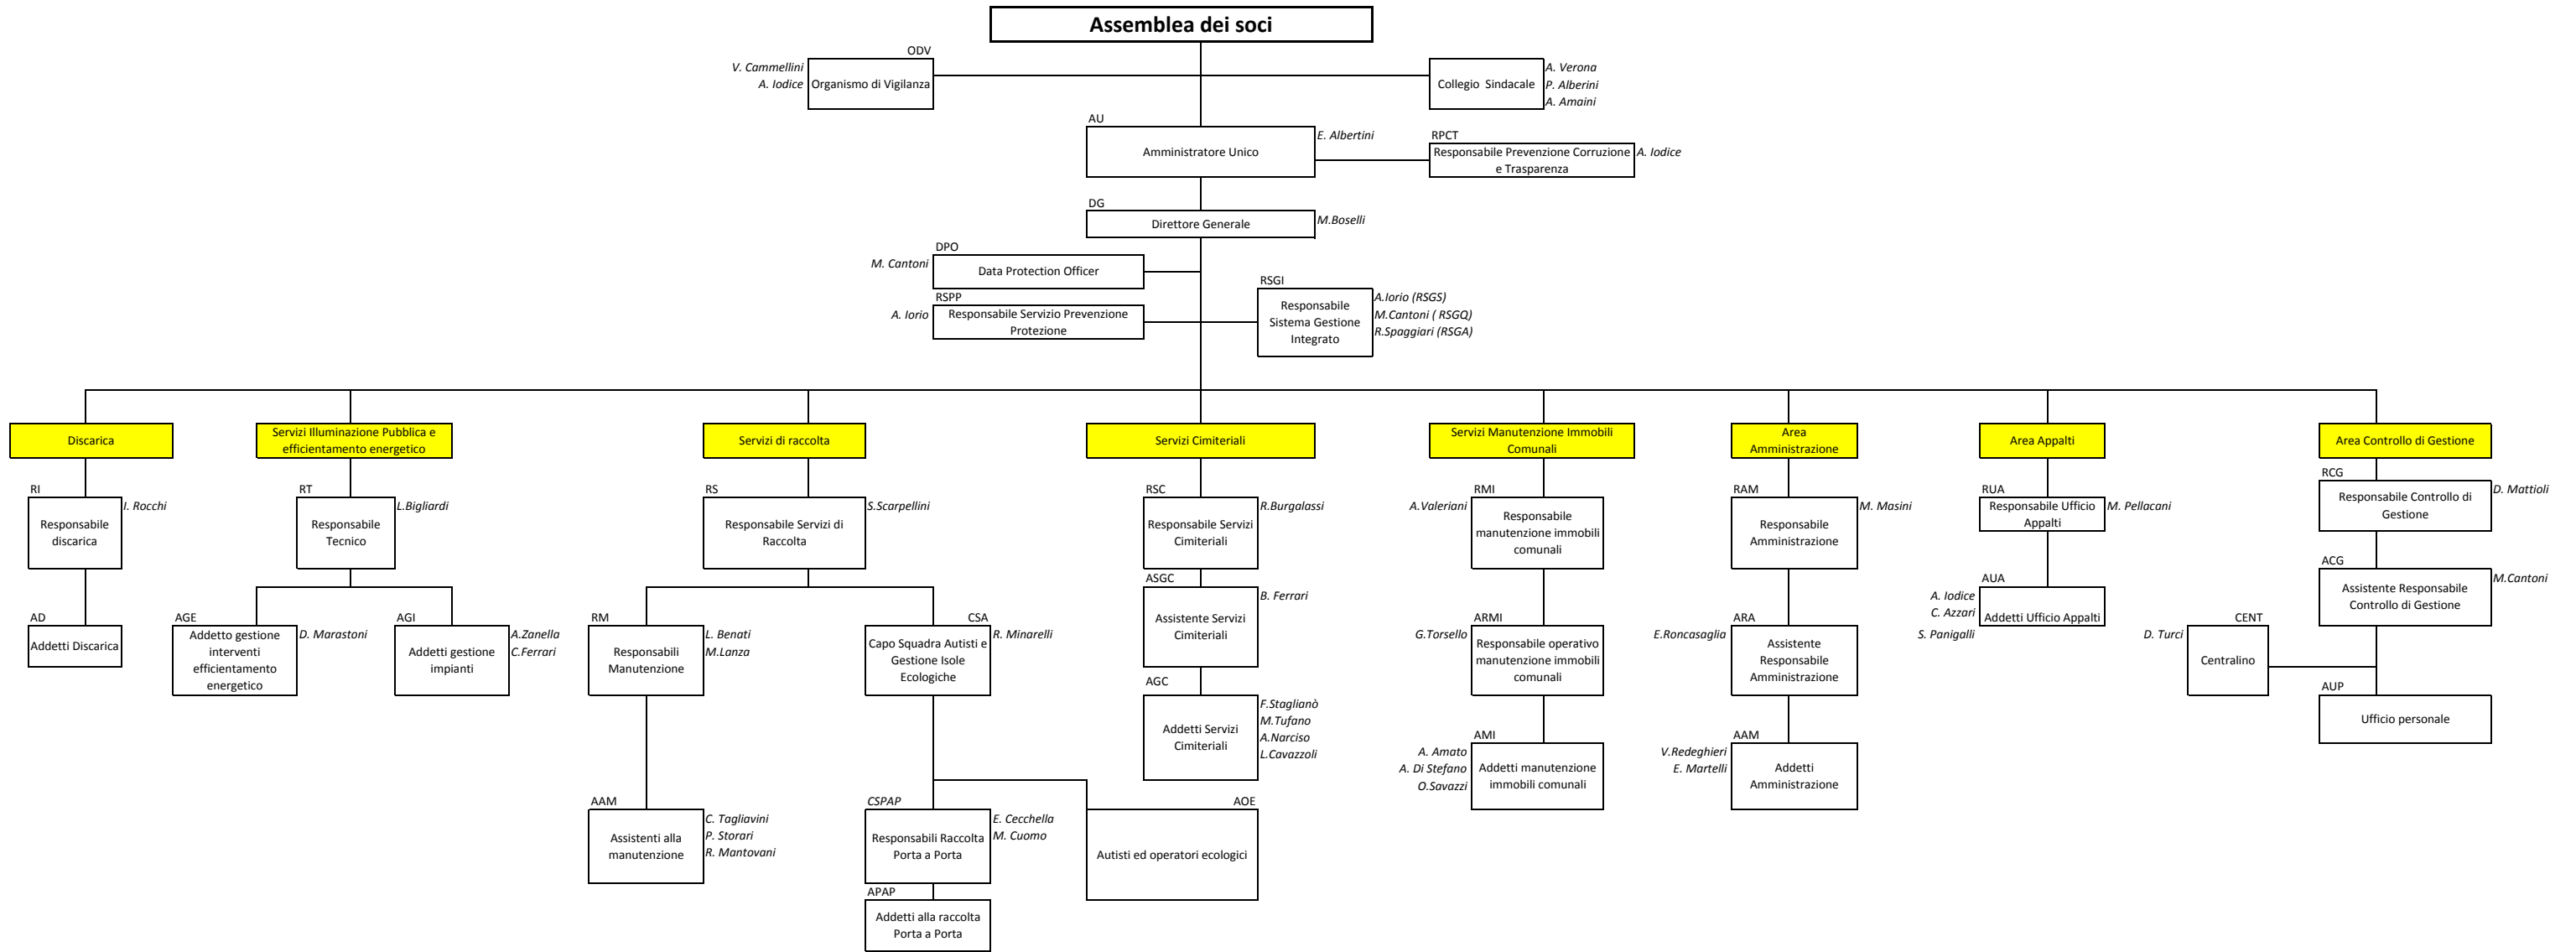 Assemblea dei soci
ODV
V. Cammellini
A. Iodice
Organismo di Vigilanza
Collegio Sindacale
A. Verona
P. Alberini
A. Amaini
AU
Amministratore Unico
E. Albertini
RPCT
Responsabile Prevenzione Corruzione
e Trasparenza
A. Iodice
DG
Direttore Generale
M.Boselli
DPO
M. Cantoni
Data Protection Officer
RSPP
A. Iorio
Responsabile Servizio Prevenzione
Protezione
RSGI
Responsabile
Sistema Gestione
Integrato
A.Iorio (RSGS)
M.Cantoni ( RSGQ)
R.Spaggiari (RSGA)
Discarica
RI
I. Rocchi
Responsabile
discarica
AD
Addetti Discarica
Servizi Illuminazione Pubblica e
efficientamento energetico
RT
L.Bigliardi
Responsabile
Tecnico
AGE
Addetto gestione
interventi
efficientamento
energetico
D. Marastoni
AGI
Addetti gestione
impianti
A.Zanella
C.Ferrari
Servizi di raccolta
RS
S.Scarpellini
Responsabile Servizi di
Raccolta
RM
Responsabili
Manutenzione
L. Benati
M.Lanza
AAM
Assistenti alla
manutenzione
C. Tagliavini
P. Storari
R. Mantovani
CSA
Capo Squadra Autisti e
Gestione Isole
Ecologiche
R. Minarelli
CSPAP
Responsabili Raccolta
Porta a Porta
E. Cecchella
M. Cuomo
APAP
Addetti alla raccolta
Porta a Porta
AOE
Autisti ed operatori ecologici
Servizi Cimiteriali
RSC
R.Burgalassi
Responsabile Servizi
Cimiteriali
ASGC
B. Ferrari
Assistente Servizi
Cimiteriali
AGC
Addetti Servizi
Cimiteriali
F.Staglianò
M.Tufano
A.Narciso
L.Cavazzoli
Servizi Manutenzione Immobili
Comunali
RMI
A.Valeriani
Responsabile
manutenzione immobili
comunali
ARMI
G.Torsello
Responsabile operativo
manutenzione immobili
comunali
AMI
A. Amato
A. Di Stefano
O.Savazzi
Addetti manutenzione
immobili comunali
Area
Amministrazione
RAM
M. Masini
Responsabile
Amministrazione
ARA
E.Roncasaglia
Assistente
Responsabile
Amministrazione
AAM
V.Redeghieri
E. Martelli
Addetti
Amministrazione
Area Appalti
RUA
Responsabile Ufficio
Appalti
M. Pellacani
AUA
A. Iodice
C. Azzari
S. Panigalli
Addetti Ufficio Appalti
Area Controllo di Gestione
RCG
Responsabile Controllo di
Gestione
D. Mattioli
ACG
Assistente Responsabile
Controllo di Gestione
M.Cantoni
CENT
D. Turci
Centralino
AUP
Ufficio personale